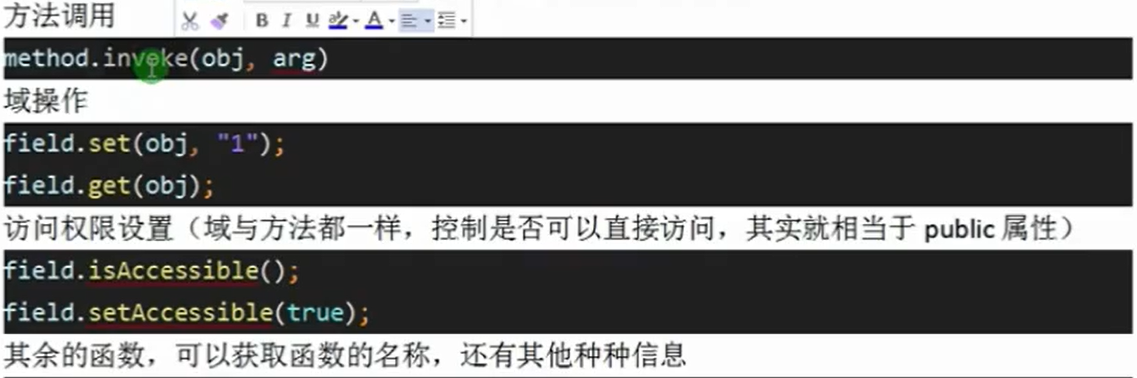 方法调用
B I U ab A
method.invoke(obj, arg)
域操作
field.set(obj, "1");
field.get(obj);
访问权限设置（域与方法都一样，控制是否可以直接访问，其实就相当于 public 属性）
field.isAccessible();
field.setAccessible(true);
其余的函数，可以获取函数的名称，还有其他种种信息